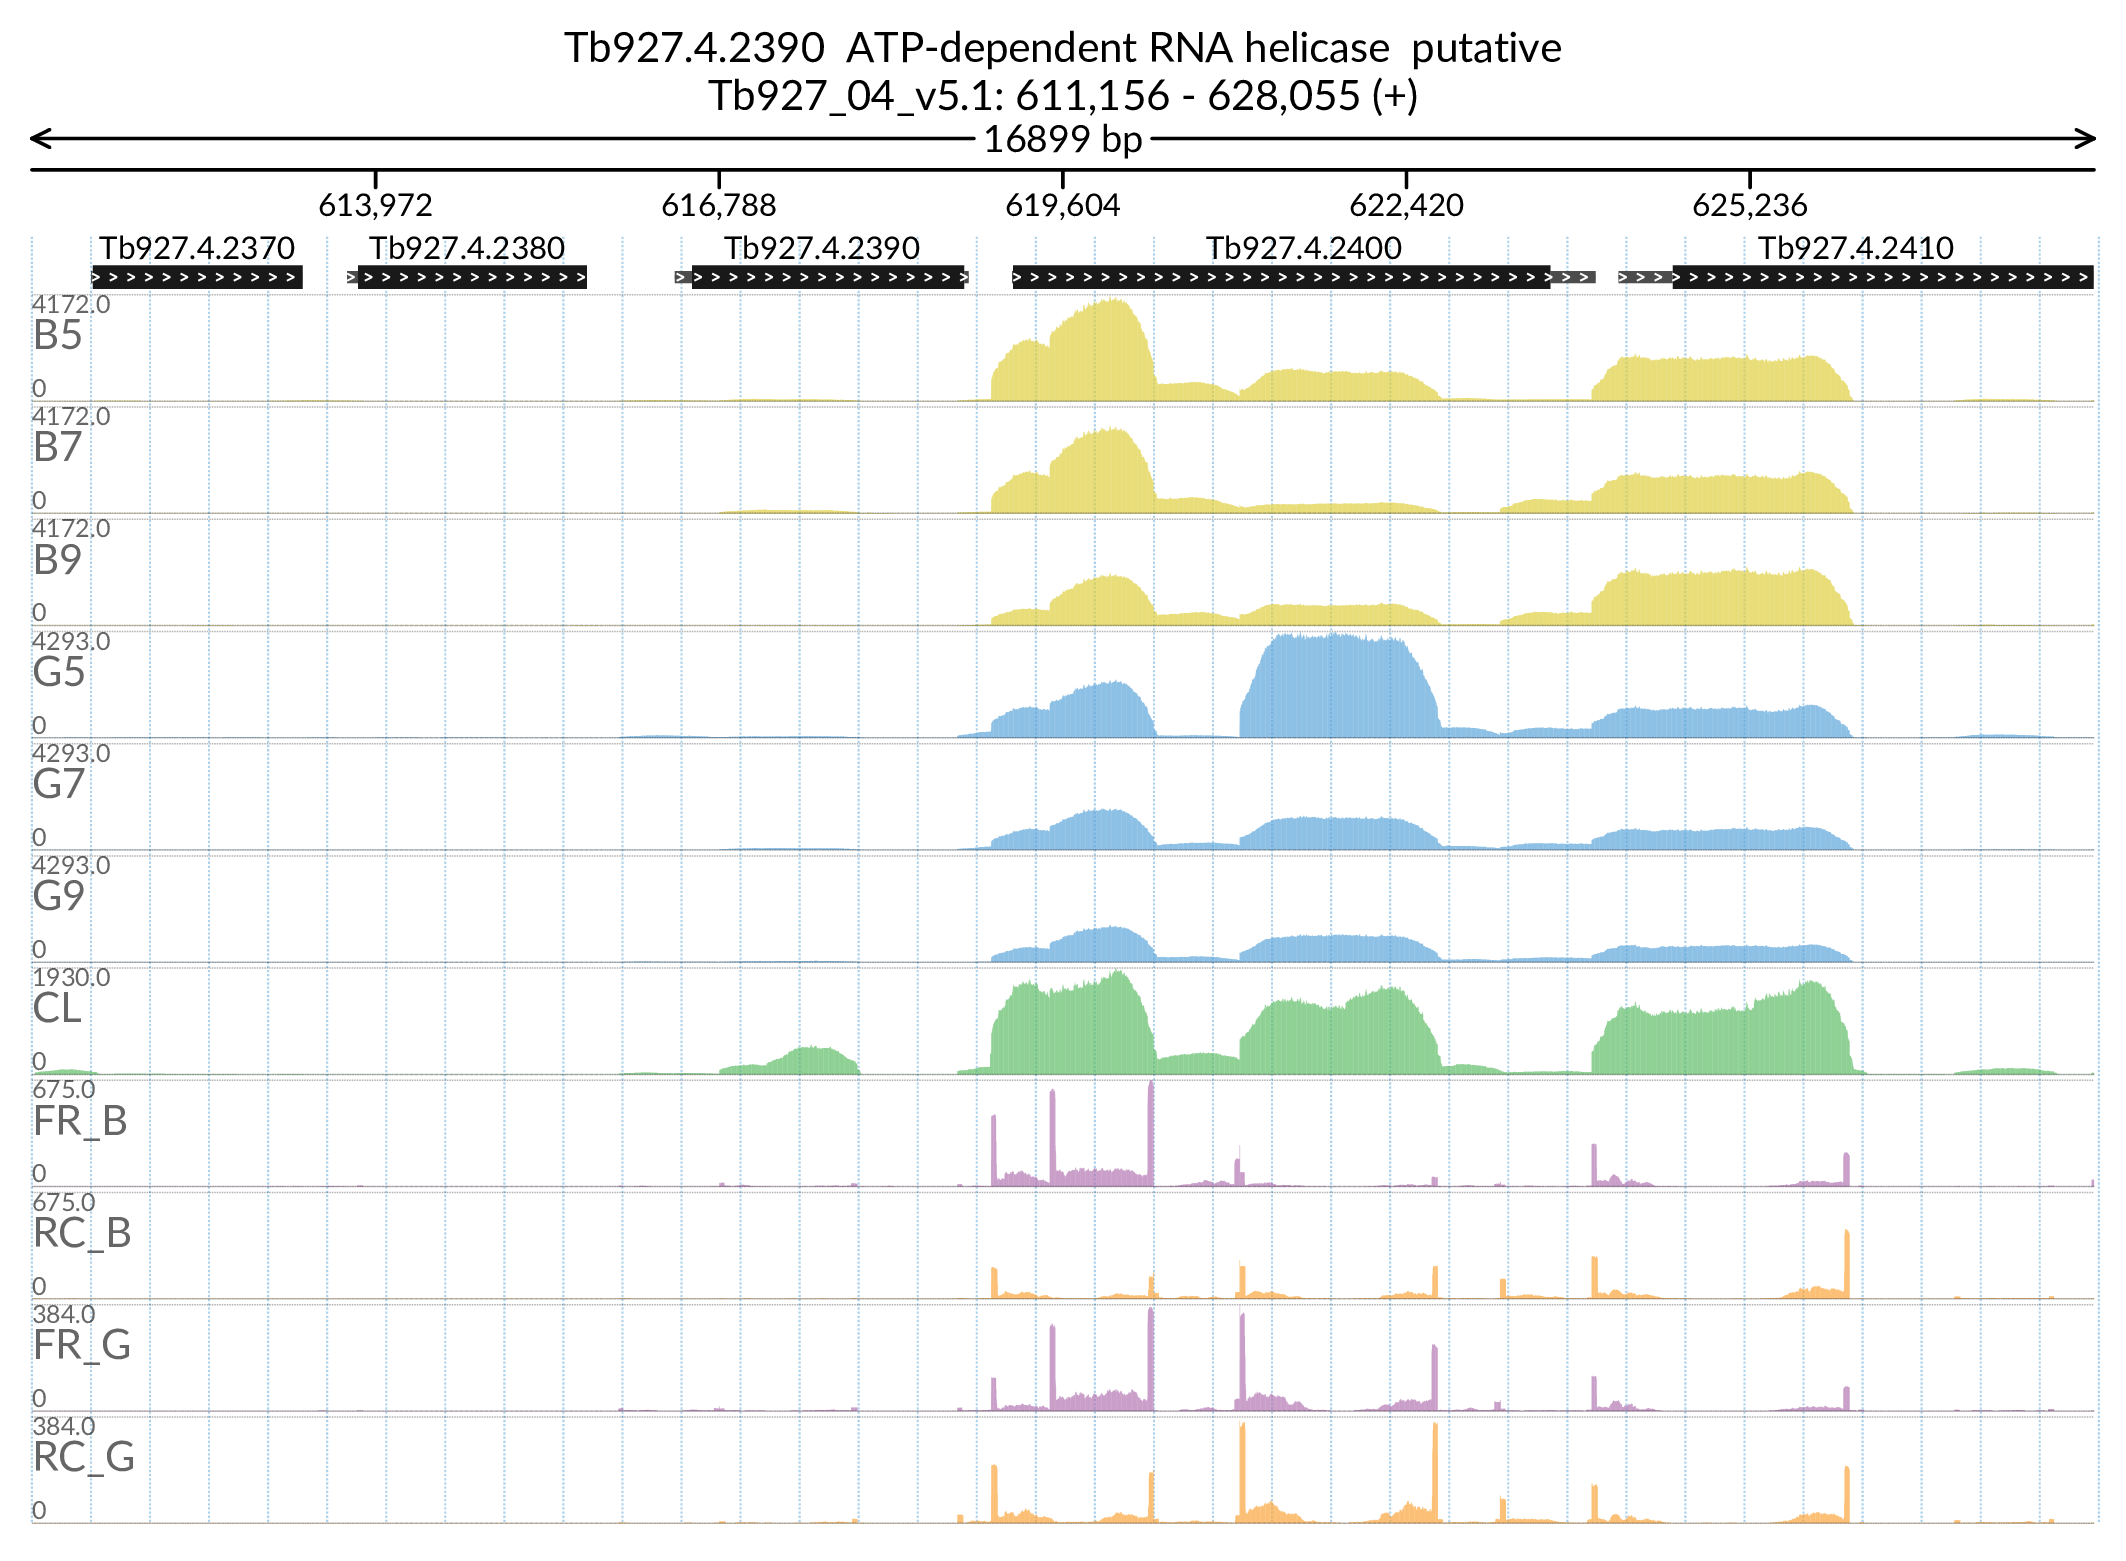 Tb927.4.2390  ATP-dependent RNA helicase  putative
Tb927_04_v5.1: 611,156 - 628,055 (+)
16899 bp
613,972 616,788 619,604 622,420 625,236
Tb927.4.2370 Tb927.4.2380 Tb927.4.2390 Tb927.4.2400 Tb927.4.2410
4172.0
B5
0
4172.0
B7
0
4172.0
B9
0
4293.0
G5
0
4293.0
G7
0
4293.0
G9
0
1930.0
CL
0
675.0
FR_B
0
675.0
RC_B
0
384.0
FR_G
0
384.0
RC_G
0